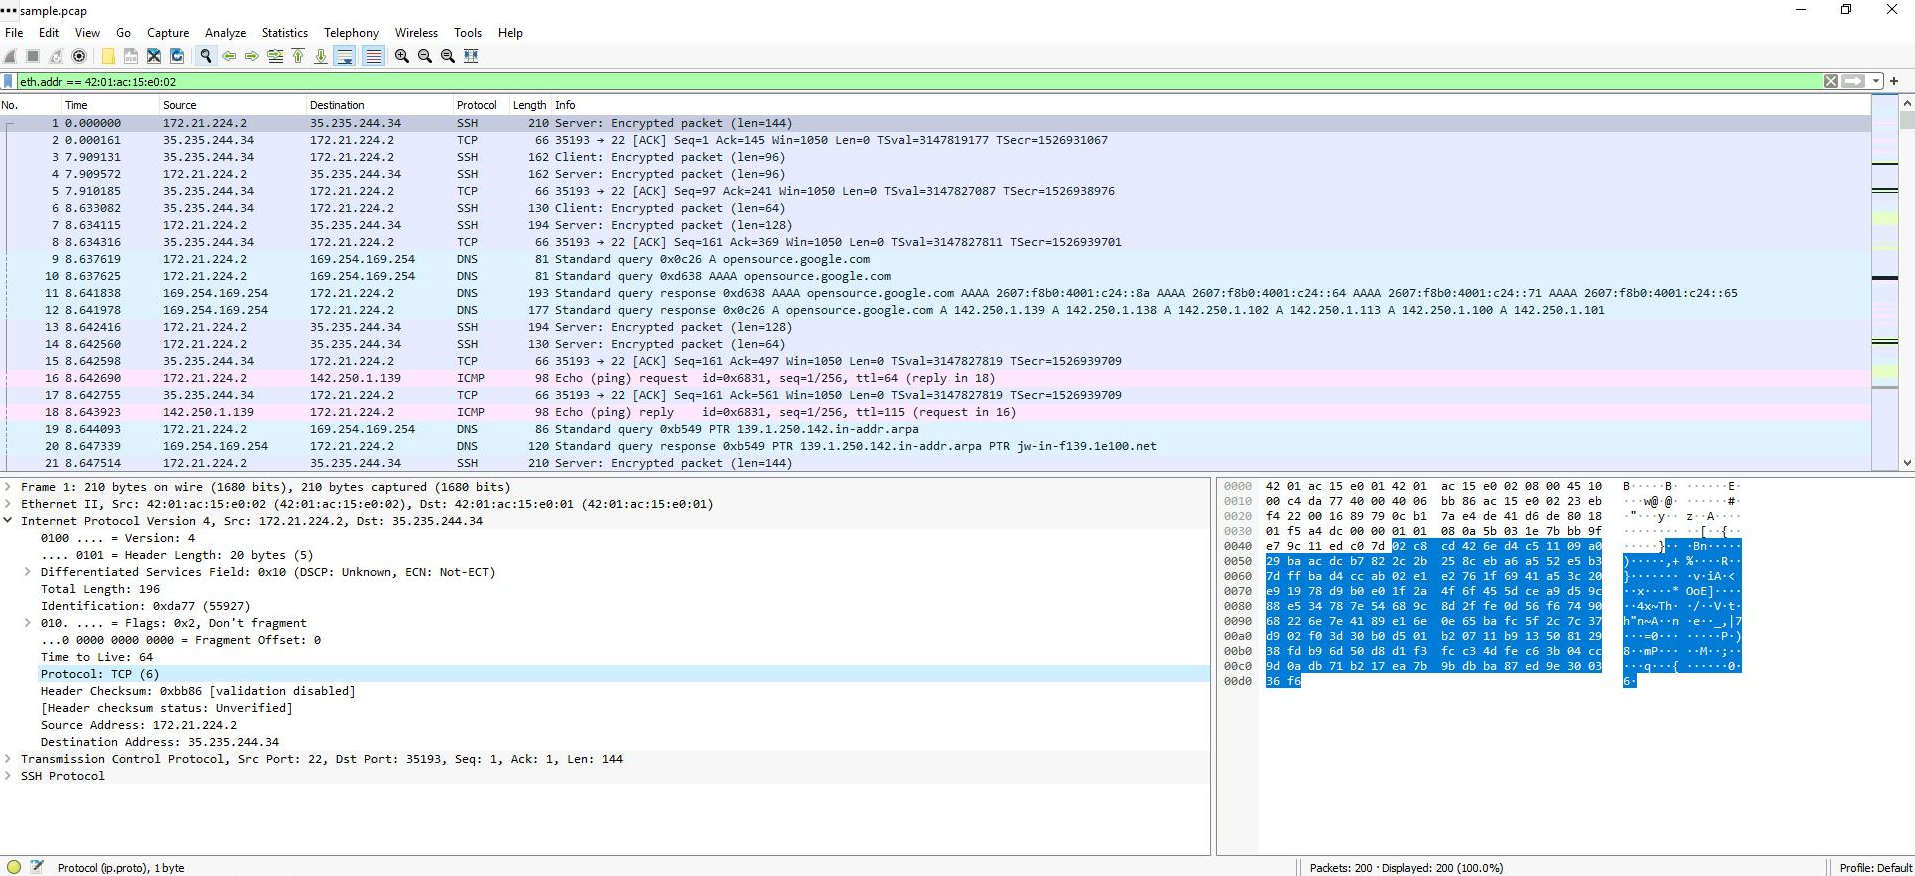 sample.pcap
File Edit View Go Capture Analyze Statistics Telephony Wireless Tools Help
eth.addr == 42:01:ac:15:e0:02
No. Time Source Destination Protocol Length Info
1 0.000000 172.21.224.2 35.235.244.34 SSH 210 Server: Encrypted packet (len=144)
2 0.000161 35.235.244.34 172.21.224.2 TCP 66 35193 → 22 [ACK] Seq=1 Ack=145 Win=1050 Len=0 TSval=3147819177 TSecr=1526931067
3 7.909131 35.235.244.34 172.21.224.2 SSH 162 Client: Encrypted packet (len=96)
4 7.909572 172.21.224.2 35.235.244.34 SSH 162 Server: Encrypted packet (len=96)
5 7.910185 35.235.244.34 172.21.224.2 TCP 66 35193 → 22 [ACK] Seq=97 Ack=241 Win=1050 Len=0 TSval=3147827087 TSecr=1526938976
6 8.633082 35.235.244.34 172.21.224.2 SSH 130 Client: Encrypted packet (len=64)
7 8.634115 172.21.224.2 35.235.244.34 SSH 194 Server: Encrypted packet (len=128)
8 8.634316 35.235.244.34 172.21.224.2 TCP 66 35193 → 22 [ACK] Seq=161 Ack=369 Win=1050 Len=0 TSval=3147827811 TSecr=1526939701
9 8.637619 172.21.224.2 169.254.169.254 DNS 81 Standard query 0x0c26 A opensource.google.com
10 8.637625 172.21.224.2 169.254.169.254 DNS 81 Standard query 0xd638 AAAA opensource.google.com
11 8.641838 169.254.169.254 172.21.224.2 DNS 193 Standard query response 0xd638 AAAA opensource.google.com AAAA 2607:f8b0:4001:c24::8a AAAA 2607:f8b0:4001:c24::64 AAAA 2607:f8b0:4001:c24::71 AAAA 2607:f8b0:4001:c24::65
12 8.641978 169.254.169.254 172.21.224.2 DNS 177 Standard query response 0x0c26 A opensource.google.com A 142.250.1.139 A 142.250.1.138 A 142.250.1.102 A 142.250.1.113 A 142.250.1.100 A 142.250.1.101
13 8.642416 172.21.224.2 35.235.244.34 SSH 194 Server: Encrypted packet (len=128)
14 8.642560 172.21.224.2 35.235.244.34 SSH 130 Server: Encrypted packet (len=64)
15 8.642598 35.235.244.34 172.21.224.2 TCP 66 35193 → 22 [ACK] Seq=161 Ack=497 Win=1050 Len=0 TSval=3147827819 TSecr=1526939709
16 8.642690 172.21.224.2 142.250.1.139 ICMP 98 Echo (ping) request id=0x6831, seq=1/256, ttl=64 (reply in 18)
17 8.642755 35.235.244.34 172.21.224.2 TCP 66 35193 → 22 [ACK] Seq=161 Ack=561 Win=1050 Len=0 TSval=3147827819 TSecr=1526939709
18 8.643923 142.250.1.139 172.21.224.2 ICMP 98 Echo (ping) reply id=0x6831, seq=1/256, ttl=115 (request in 16)
19 8.644093 172.21.224.2 169.254.169.254 DNS 86 Standard query 0xb549 PTR 139.1.250.142.in-addr.arpa
20 8.647339 169.254.169.254 172.21.224.2 DNS 120 Standard query response 0xb549 PTR 139.1.250.142.in-addr.arpa PTR jw-in-f139.1e100.net
21 8.647514 172.21.224.2 35.235.244.34 SSH 210 Server: Encrypted packet (len=144)
Frame 1: 210 bytes on wire (1680 bits), 210 bytes captured (1680 bits)
Ethernet II, Src: 42:01:ac:15:e0:02 (42:01:ac:15:e0:02), Dst: 42:01:ac:15:e0:01 (42:01:ac:15:e0:01)
Internet Protocol Version 4, Src: 172.21.224.2, Dst: 35.235.244.34
0100 .... = Version: 4
.... 0101 = Header Length: 20 bytes (5)
Differentiated Services Field: 0x10 (DSCP: Unknown, ECN: Not-ECT)
Total Length: 196
Identification: 0xda77 (55927)
010. .... = Flags: 0x2, Don't fragment
...0 0000 0000 0000 = Fragment Offset: 0
Time to Live: 64
Protocol: TCP (6)
Header Checksum: 0xbb86 [validation disabled]
[Header checksum status: Unverified]
Source Address: 172.21.224.2
Destination Address: 35.235.244.34
Transmission Control Protocol, Src Port: 22, Dst Port: 35193, Seq: 1, Ack: 1, Len: 144
SSH Protocol
0000 42 01 ac 15 e0 01 42 01 ac 15 e0 02 08 00 45 10 B·····B· ······E·
0010 00 c4 da 77 40 00 40 06 bb 86 ac 15 e0 02 23 eb ···w@·@· ······#·
0020 f4 22 00 16 89 79 0c b1 7a e4 de 41 d6 de 80 18 ·"···y·· z··A····
0030 01 f5 a4 dc 00 00 01 01 08 0a 5b 03 1e 7b bb 9f ········ ··[··{··
0040 e7 9c 11 ed c0 7d 02 c8 cd 42 6e d4 c5 11 09 a0 ·····}·· ·Bn·····
0050 29 ba ac dc b7 82 2c 2b 25 8c eb a6 a5 52 e5 b3 )·····,+ %····R··
0060 7d ff ba d4 cc ab 02 e1 e2 76 1f 69 41 a5 3c 20 }······· ·v·iA·<
0070 e9 19 78 d9 b0 e0 1f 2a 4f 6f 45 5d ce a9 d5 9c ··x····* OoE]····
0080 88 e5 34 78 7e 54 68 9c 8d 2f fe 0d 56 f6 74 90 ··4x~Th· ·/··V·t·
0090 68 22 6e 7e 41 89 e1 6e 0e 65 ba fc 5f 2c 7c 37 h"n~A··n ·e··_,|7
00a0 d9 02 f0 3d 30 b0 d5 01 b2 07 11 b9 13 50 81 29 ···=0··· ·····P·)
00b0 38 fd b9 6d 50 d8 d1 f3 fc c3 4d fe c6 3b 04 cc 8··mP··· ··M··;··
00c0 9d 0a db 71 b2 17 ea 7b 9b db ba 87 ed 9e 30 03 ···q···{ ······0·
00d0 36 f6 6·
Protocol (ip.proto), 1 byte
Packets: 200 · Displayed: 200 (100.0%)
Profile: Default